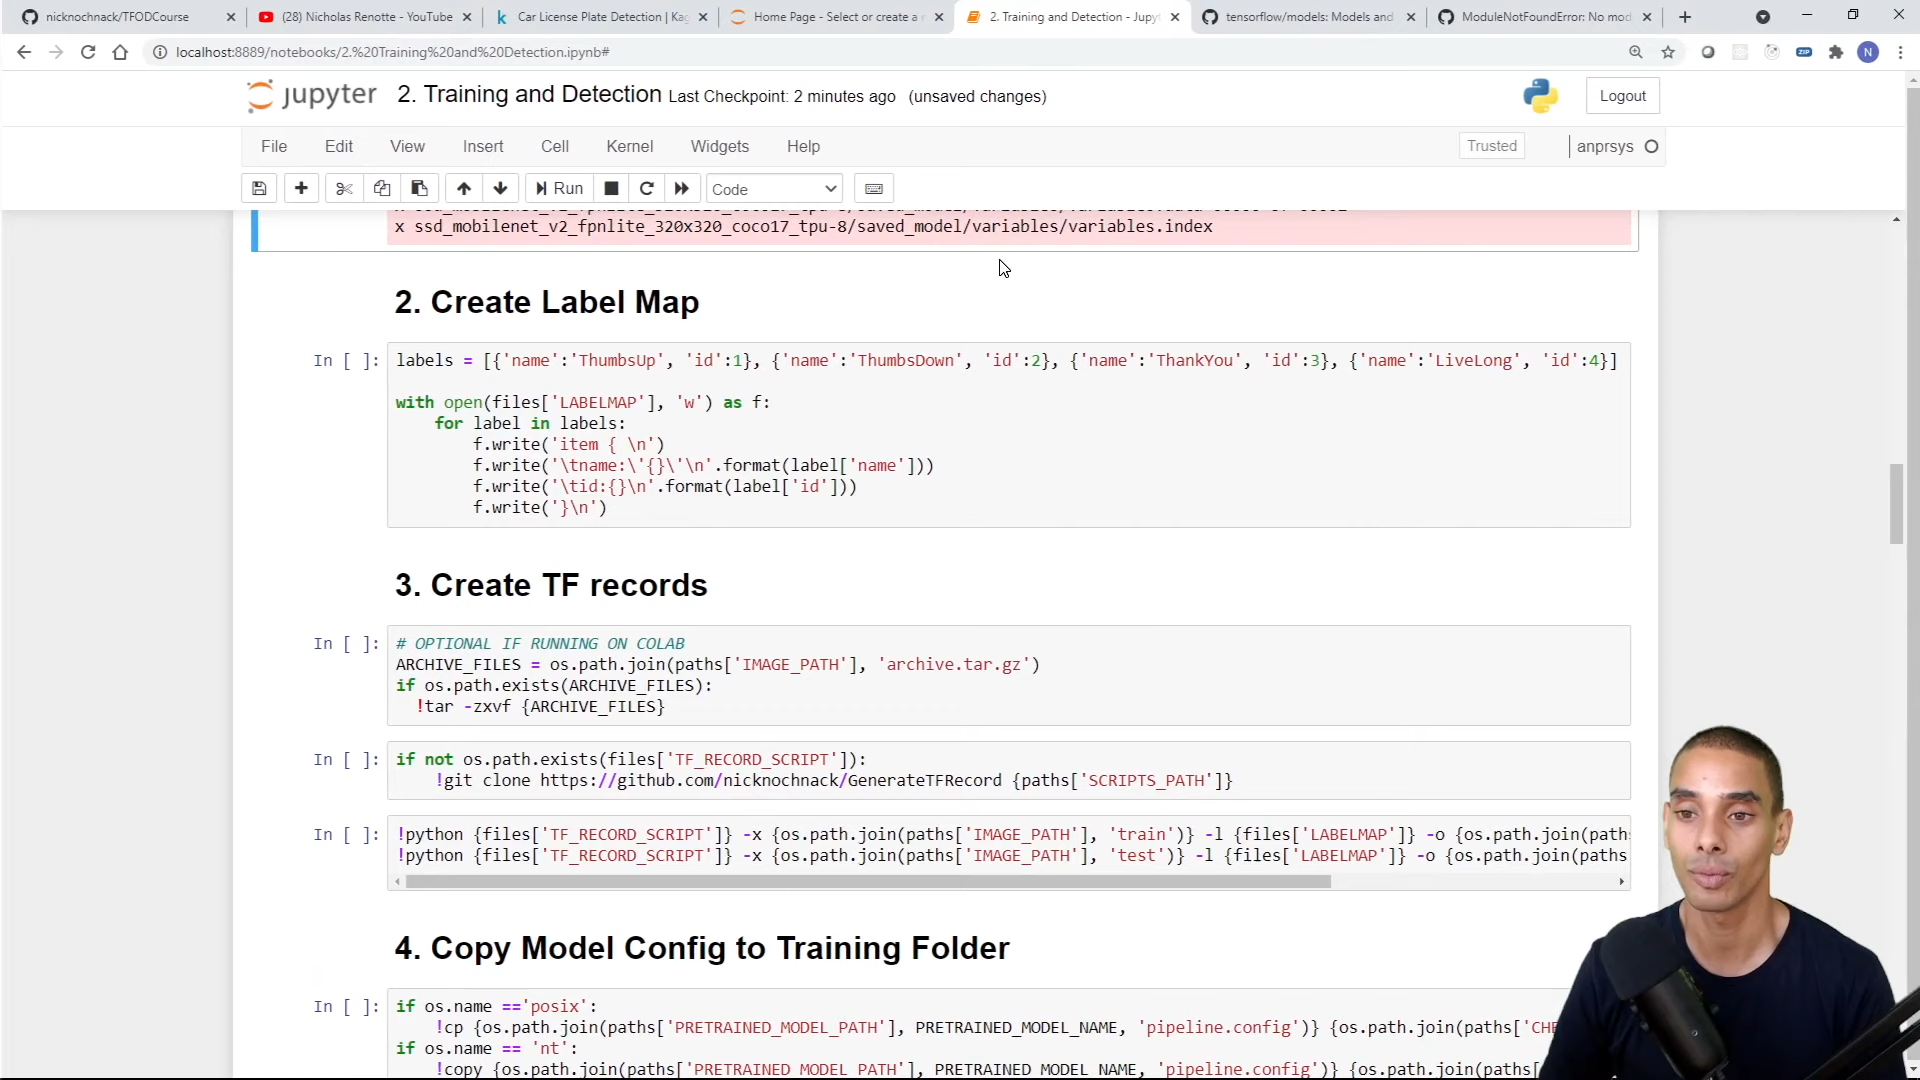 nicknochnack/TFODCourse
(28) Nicholas Renotte - YouTube
Car License Plate Detection | Kag
Home Page - Select or create a
2. Training and Detection - Jupyt
tensorflow/models: Models and
ModuleNotFoundError: No mod
localhost:8889/notebooks/2.%20Training%20and%20Detection.ipynb#
ZIP
N
jupyter 2. Training and Detection Last Checkpoint: 2 minutes ago (unsaved changes)
Logout
File Edit View Insert Cell Kernel Widgets Help
Trusted
anprsys
Run
Code
x ssd_mobilenet_v2_fpnlite_320x320_coco17_tpu-8/saved_model/variables/variables.index
2. Create Label Map
In [ ]: labels = [{'name':'ThumbsUp', 'id':1}, {'name':'ThumbsDown', 'id':2}, {'name':'ThankYou', 'id':3}, {'name':'LiveLong', 'id':4}]
with open(files['LABELMAP'], 'w') as f:
for label in labels:
f.write('item { \n')
f.write('\tname:\'{}\'\n'.format(label['name']))
f.write('\tid:{}\n'.format(label['id']))
f.write('}\n')
3. Create TF records
In [ ]: # OPTIONAL IF RUNNING ON COLAB
ARCHIVE_FILES = os.path.join(paths['IMAGE_PATH'], 'archive.tar.gz')
if os.path.exists(ARCHIVE_FILES):
!tar -zxvf {ARCHIVE_FILES}
In [ ]: if not os.path.exists(files['TF_RECORD_SCRIPT']):
!git clone https://github.com/nicknochnack/GenerateTFRecord {paths['SCRIPTS_PATH']}
In [ ]: !python {files['TF_RECORD_SCRIPT']} -x {os.path.join(paths['IMAGE_PATH'], 'train')} -l {files['LABELMAP']} -o {os.path.join(path
!python {files['TF_RECORD_SCRIPT']} -x {os.path.join(paths['IMAGE_PATH'], 'test')} -l {files['LABELMAP']} -o {os.path.join(paths
4. Copy Model Config to Training Folder
In [ ]: if os.name =='posix':
!cp {os.path.join(paths['PRETRAINED_MODEL_PATH'], PRETRAINED_MODEL_NAME, 'pipeline.config')} {os.path.join(paths['CHE
if os.name == 'nt':
!copy {os.path.join(paths['PRETRAINED_MODEL_PATH'], PRETRAINED_MODEL_NAME, 'pipeline.config')} {os.path.join(paths[